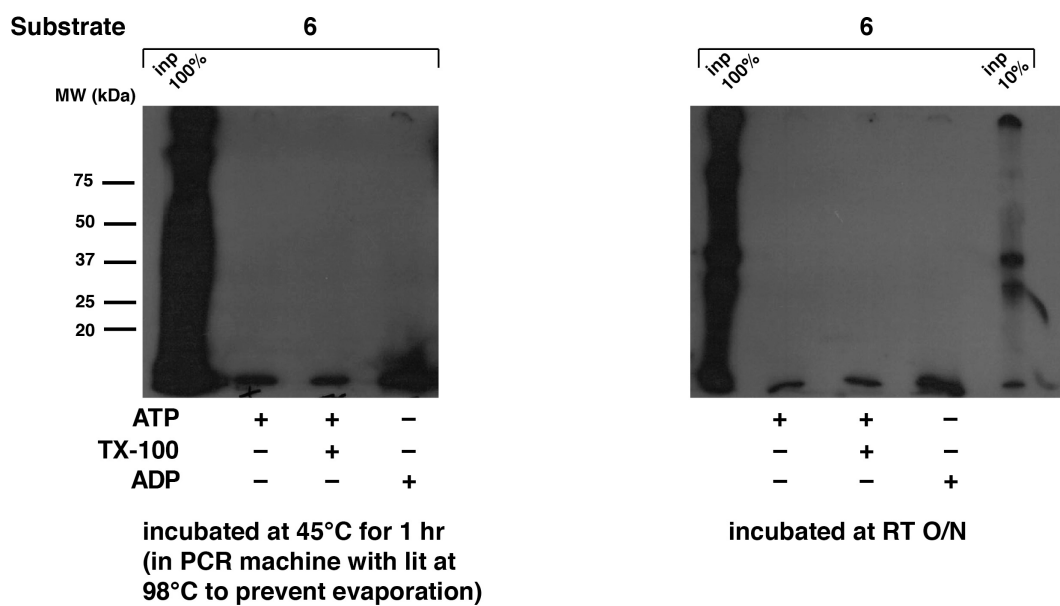 Substrate 6 6
inp 100% inp 100% inp 10%
MW (kDa)
75
50
37
25
20
ATP + + – + + –
TX-100 – + – – + –
ADP – – + – – +
incubated at 45°C for 1 hr
(in PCR machine with lit at
98°C to prevent evaporation)
incubated at RT O/N